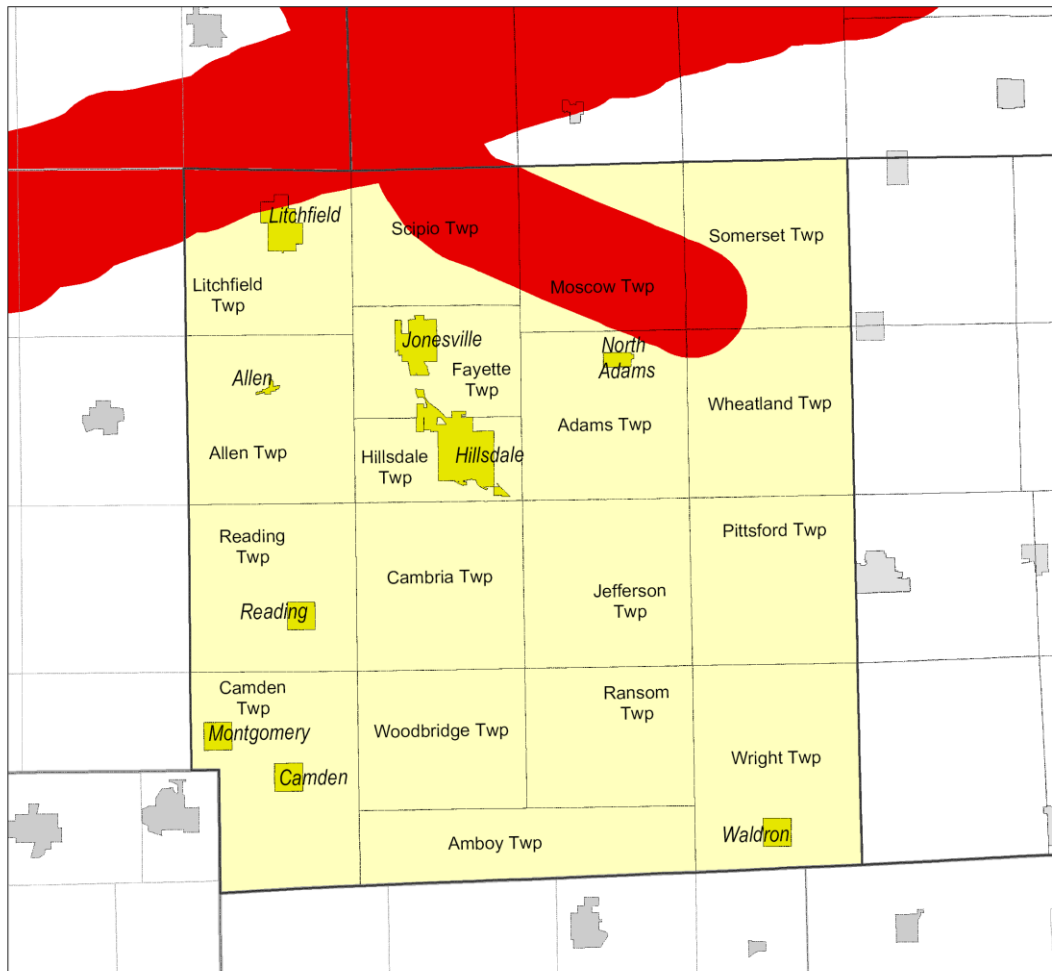 Litchfield
Scipio Twp
Somerset Twp
Litchfield
Twp
Moscow Twp
Jonesville
North
Adams
Allen
Fayette
Twp
Wheatland Twp
Adams Twp
Allen Twp
Hillsdale
Twp
Hillsdale
Reading
Twp
Pittsford Twp
Cambria Twp
Jefferson
Twp
Reading
Camden
Twp
Ransom
Twp
Montgomery
Woodbridge Twp
Wright Twp
Camden
Amboy Twp
Waldron